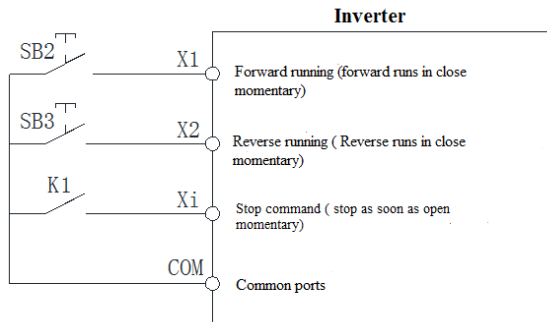 Inverter
SB2
X1
Forward running (forward runs in close
momentary)
SB3
X2
Reverse running ( Reverse runs in close
momentary)
K1
Xi
Stop command ( stop as soon as open
momentary)
COM
Common ports